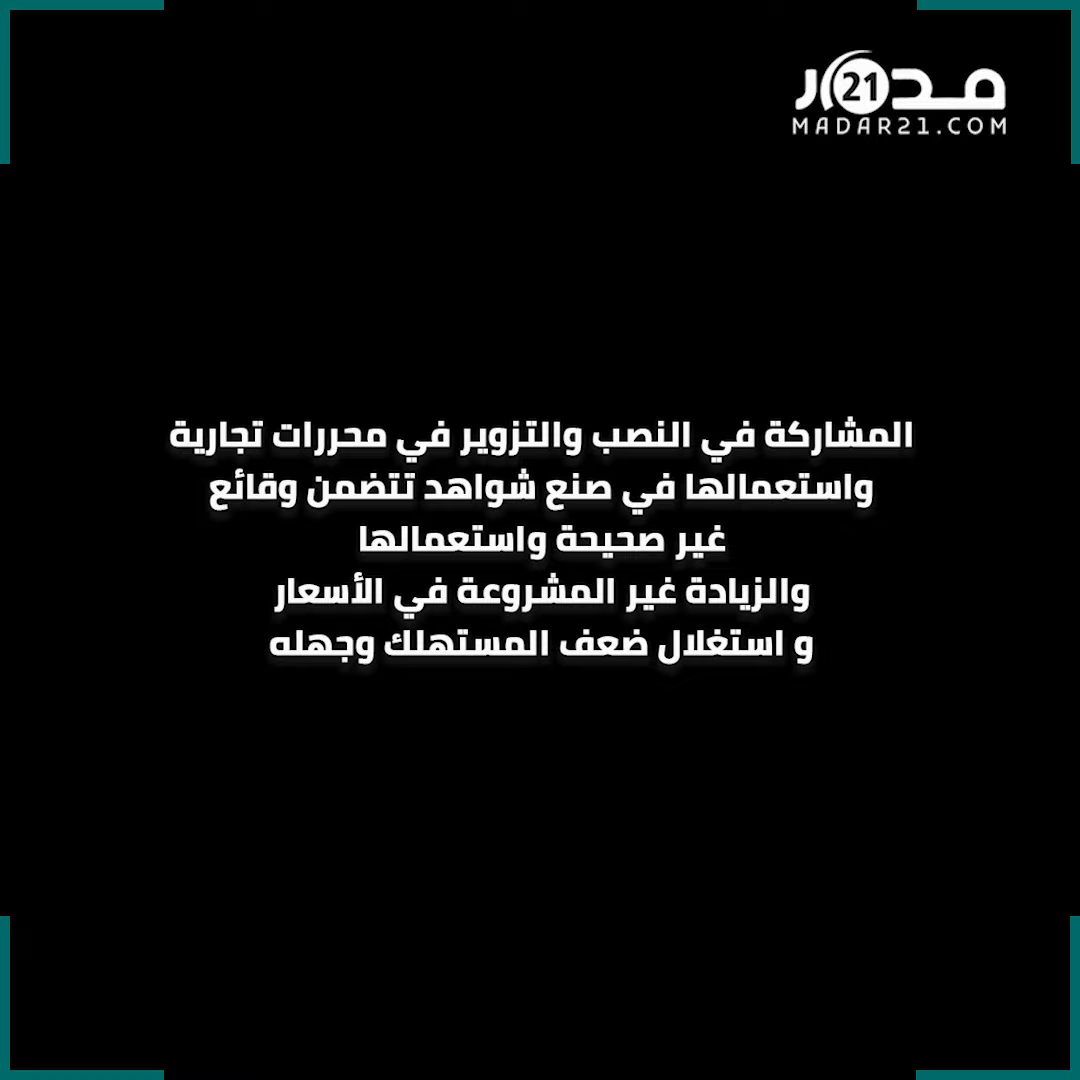 مدار 21
MADAR21.COM
المشاركة في النصب والتزوير في محررات تجارية
واستعمالها في صنع شواهد تتضمن وقائع
غير صحيحة واستعمالها
والزيادة غير المشروعة في الأسعار
و استغلال ضعف المستهلك وجهله